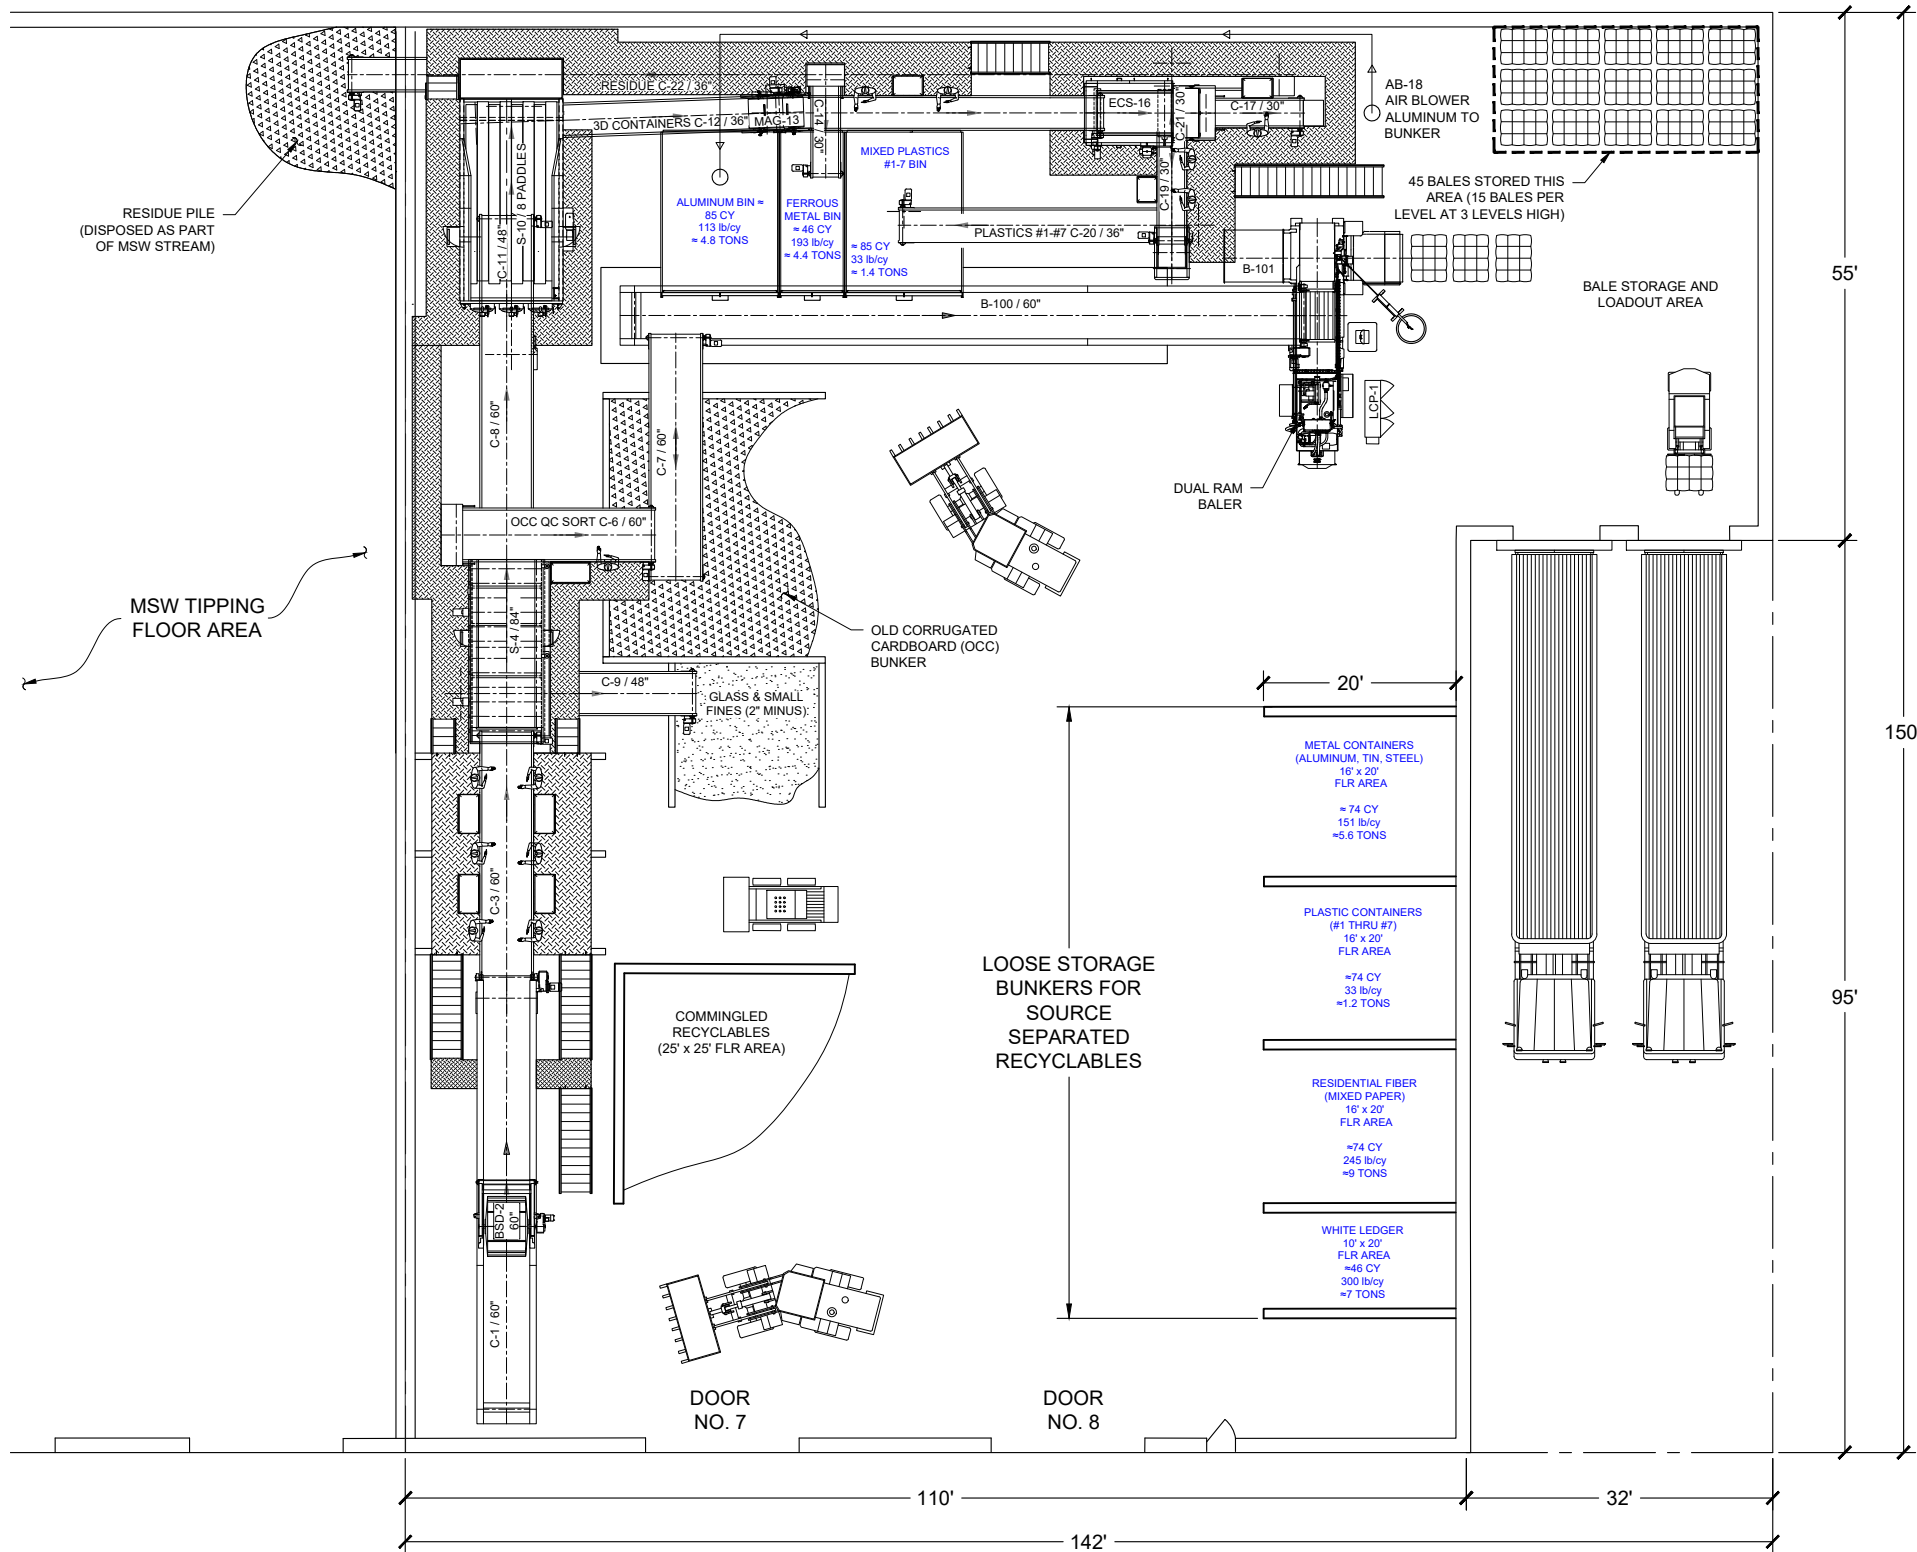 RESIDUE C-22 / 36"
3D CONTAINERS C-12 / 36"
MAG-13
C-14 / 30"
ECS-16
C-21 / 30"
C-17 / 30"
AB-18
AIR BLOWER
ALUMINUM TO
BUNKER
C-19 / 30"
S-10 / 8 PADDLES
C-11 / 48"
RESIDUE PILE
(DISPOSED AS PART
OF MSW STREAM)
ALUMINUM BIN ≈
85 CY
113 lb/cy
≈ 4.8 TONS
FERROUS
METAL BIN
≈ 46 CY
193 lb/cy
≈ 4.4 TONS
MIXED PLASTICS
#1-7 BIN
≈ 85 CY
33 lb/cy
≈ 1.4 TONS
PLASTICS #1-#7 C-20 / 36"
45 BALES STORED THIS
AREA (15 BALES PER
LEVEL AT 3 LEVELS HIGH)
B-101
BALE STORAGE AND
LOADOUT AREA
55'
B-100 / 60"
C-8 / 60"
C-7 / 60"
LCP-1
DUAL RAM
BALER
OCC QC SORT C-6 / 60"
MSW TIPPING
FLOOR AREA
S-4 / 84"
OLD CORRUGATED
CARDBOARD (OCC)
BUNKER
C-9 / 48"
GLASS & SMALL
FINES (2" MINUS)
20'
150
METAL CONTAINERS
(ALUMINUM, TIN, STEEL)
16' x 20'
FLR AREA
≈ 74 CY
151 lb/cy
≈5.6 TONS
C-3 / 60"
PLASTIC CONTAINERS
(#1 THRU #7)
16' x 20'
FLR AREA
≈74 CY
33 lb/cy
≈1.2 TONS
LOOSE STORAGE
BUNKERS FOR
SOURCE
SEPARATED
RECYCLABLES
95'
COMMINGLED
RECYCLABLES
(25' x 25' FLR AREA)
RESIDENTIAL FIBER
(MIXED PAPER)
16' x 20'
FLR AREA
≈74 CY
245 lb/cy
≈9 TONS
BSD-2
60"
WHITE LEDGER
10' x 20'
FLR AREA
≈46 CY
300 lb/cy
≈7 TONS
C-1 / 60"
DOOR
NO. 7
DOOR
NO. 8
110'
32'
142'